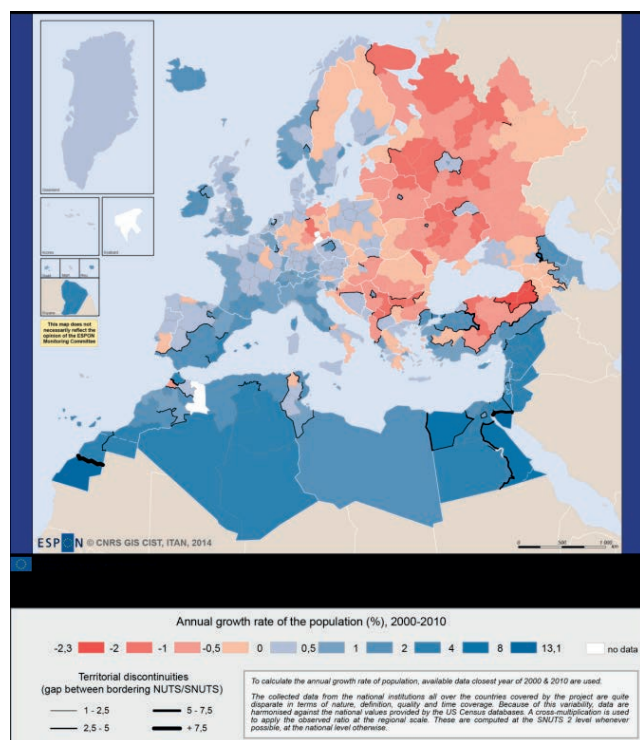 This map does not
necessarily reflect the
opinion of the ESPON
Monitoring Committee
ESPON © CNRS GIS CIST, ITAN, 2014
0 500 1 000
km
Annual growth rate of the population (%), 2000-2010
-2,3 -2 -1 -0,5 0 0,5 1 2 4 8 13,1 no data
Territorial discontinuities
(gap between bordering NUTS/SNUTS)
1 - 2,5 5 - 7,5
2,5 - 5 + 7,5
To calculate the annual growth rate of population, available data closest year of 2000 & 2010 are used.
The collected data from the national institutions all over the countries covered by the project are quite
disparate in terms of nature, definition, quality and time coverage. Because of this variability, data are
harmonised against the national values provided by the US Census databases. A cross-multiplication is used
to apply the observed ratio at the regional scale. These are computed at the SNUTS 2 level whenever
possible, at the national level otherwise.